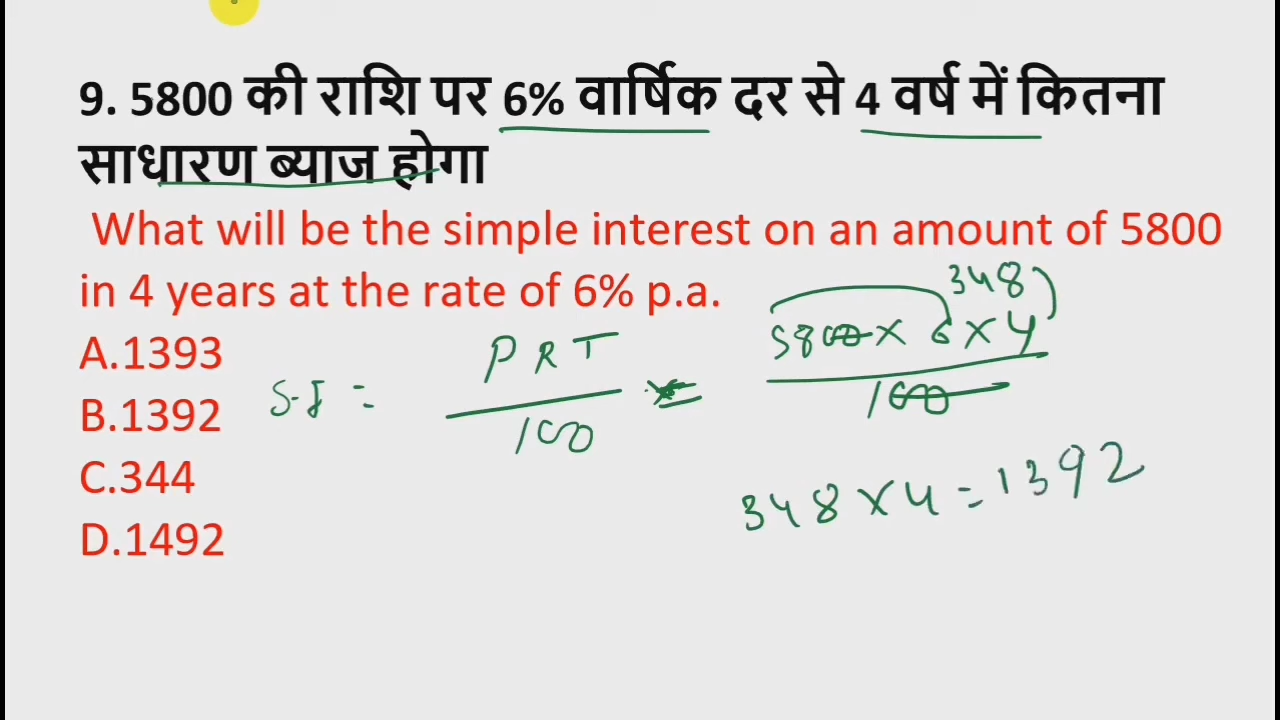 9. 5800 की राशि पर 6% वार्षिक दर से 4 वर्ष में कितना
साधारण ब्याज होगा
What will be the simple interest on an amount of 5800
in 4 years at the rate of 6% p.a.
A.1393
B.1392
C.344
D.1492
S.I =
P R T
100
=
348
5800 X 6 X 4
100
348 X 4 = 1392